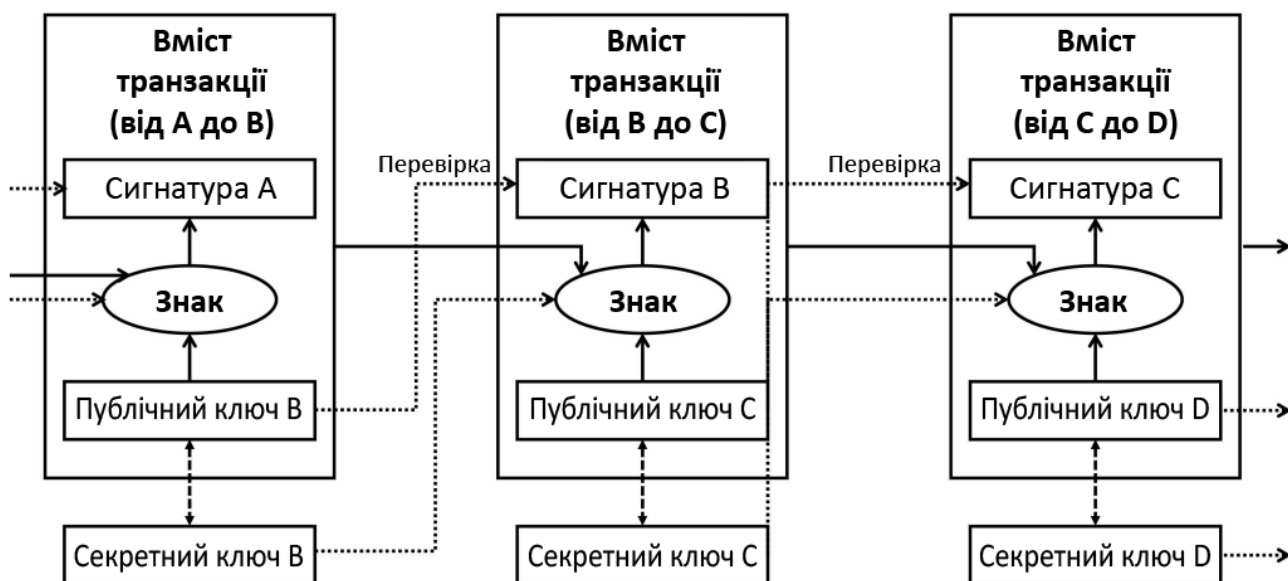 Вміст
транзакції
(від A до B)
Сигнатура A
Знак
Публічний ключ B
Секретний ключ B
Перевірка
Вміст
транзакції
(від B до C)
Сигнатура B
Знак
Публічний ключ C
Секретний ключ C
Перевірка
Вміст
транзакції
(від C до D)
Сигнатура C
Знак
Публічний ключ D
Секретний ключ D